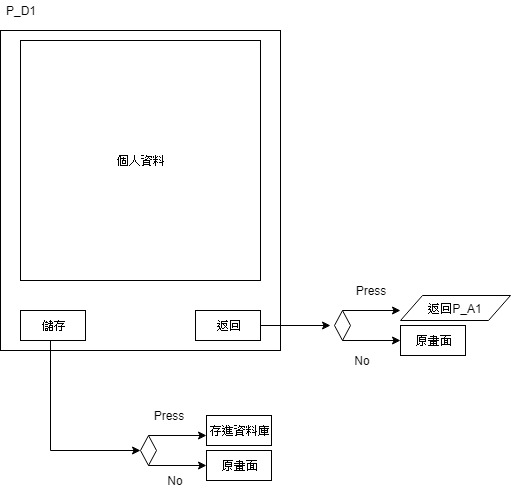 P_D1
個人資料
儲存
返回
Press
返回P_A1
原畫面
No
Press
存進資料庫
原畫面
No